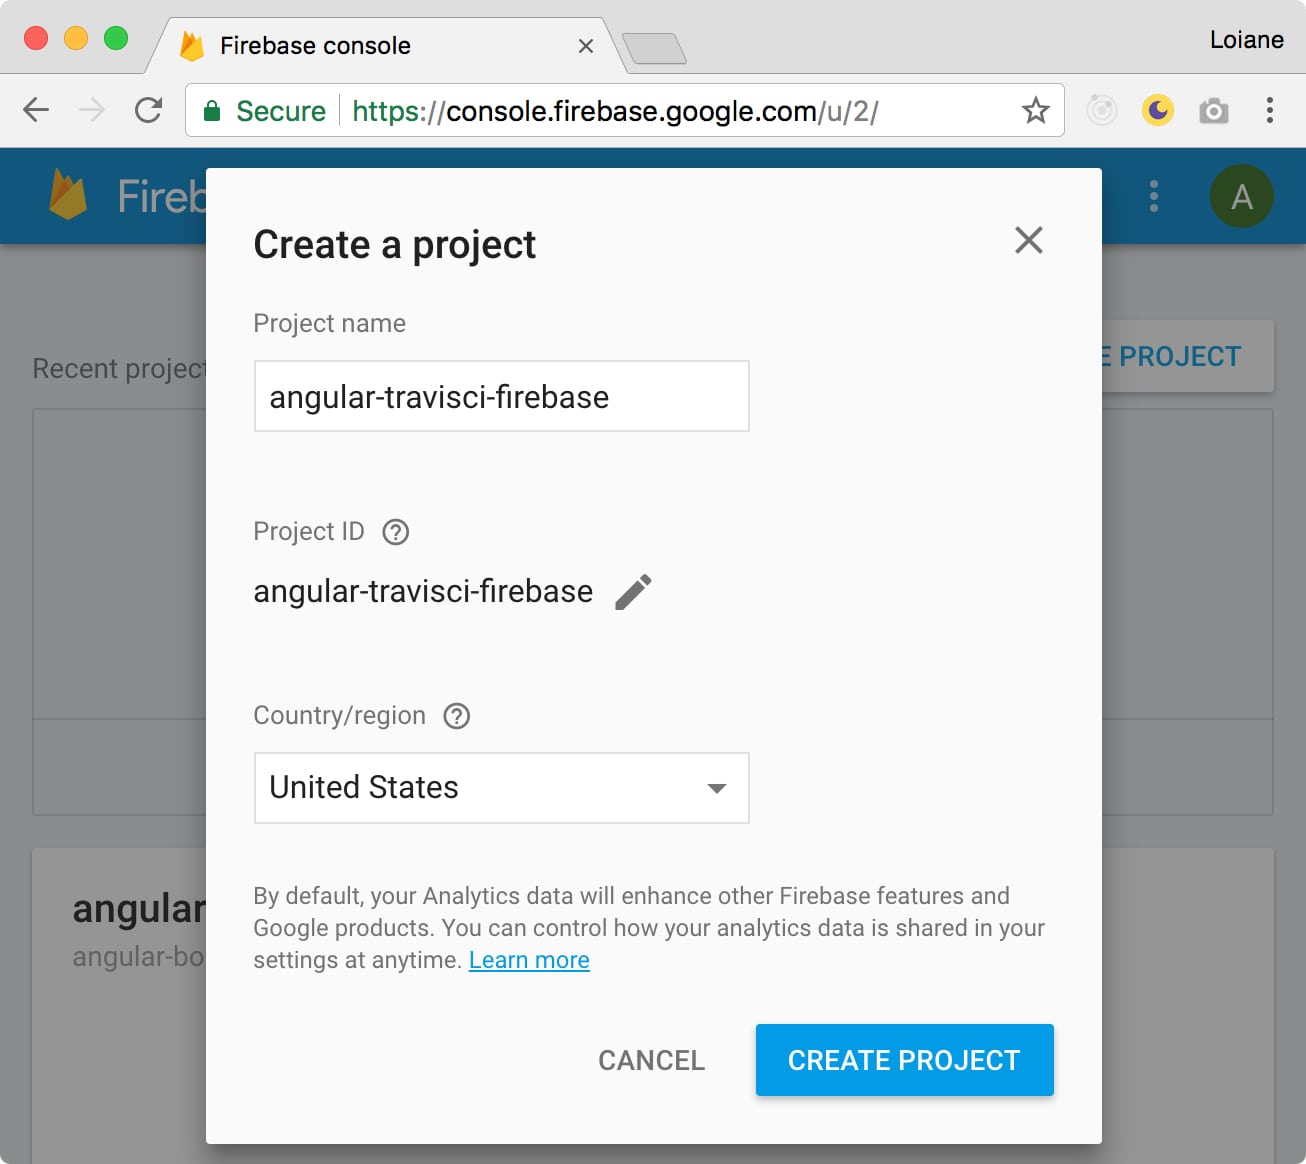 Firebase console
Loiane
Secure https://console.firebase.google.com/u/2/
Fireb
A
Create a project
Project name
Recent project
E PROJECT
angular-travisci-firebase
Project ID
angular-travisci-firebase
Country/region
United States
By default, your Analytics data will enhance other Firebase features and
Google products. You can control how your analytics data is shared in your
settings at anytime. Learn more
angular
angular-bo
CANCEL
CREATE PROJECT